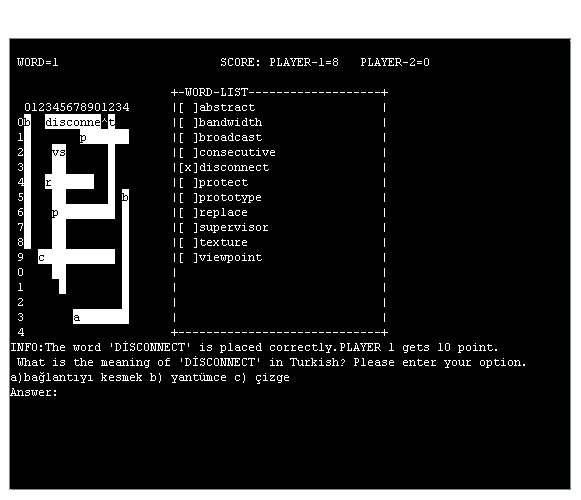 WORD=1 SCORE: PLAYER-1=8 PLAYER-2=0
+-WORD-LIST-------------------+
012345678901234 |[ ]abstract |
0b disconne^t |[ ]bandwidth |
1 p |[ ]broadcast |
2 vs |[ ]consecutive |
3 |[x]disconnect |
4 r |[ ]protect |
5 b |[ ]prototype |
6 p |[ ]replace |
7 |[ ]supervisor |
8 |[ ]texture |
9 c |[ ]viewpoint |
0 | |
1 | |
2 | |
3 a | |
4 +-----------------------------+
INFO:The word 'DİSCONNECT' is placed correctly.PLAYER 1 gets 10 point.
What is the meaning of 'DİSCONNECT' in Turkish? Please enter your option.
a)bağlantıyı kesmek b) yantümce c) çizge
Answer: